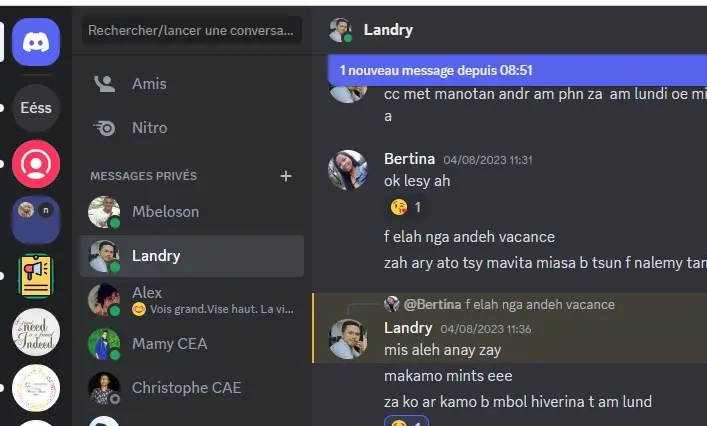 Rechercher/lancer une conversa...
Ééss
Amis
Nitro
MESSAGES PRIVÉS
Mbeloson
Landry
Alex
Vois grand.Vise haut. La vi...
Mamy CEA
Christophe CAE
need
Indeed
Landry
1 nouveau message depuis 08:51
cc met manotan andr am phn za am lundi oe mi
a
Bertina 04/08/2023 11:31
ok lesy ah
1
f elah nga andeh vacance
zah ary ato tsy mavita miasa b tsun f nalemy tan
@Bertina f elah nga andeh vacance
Landry 04/08/2023 11:36
mis aleh anay zay
makamo mints eee
za ko ar kamo b mbol hiverina t am lund
1